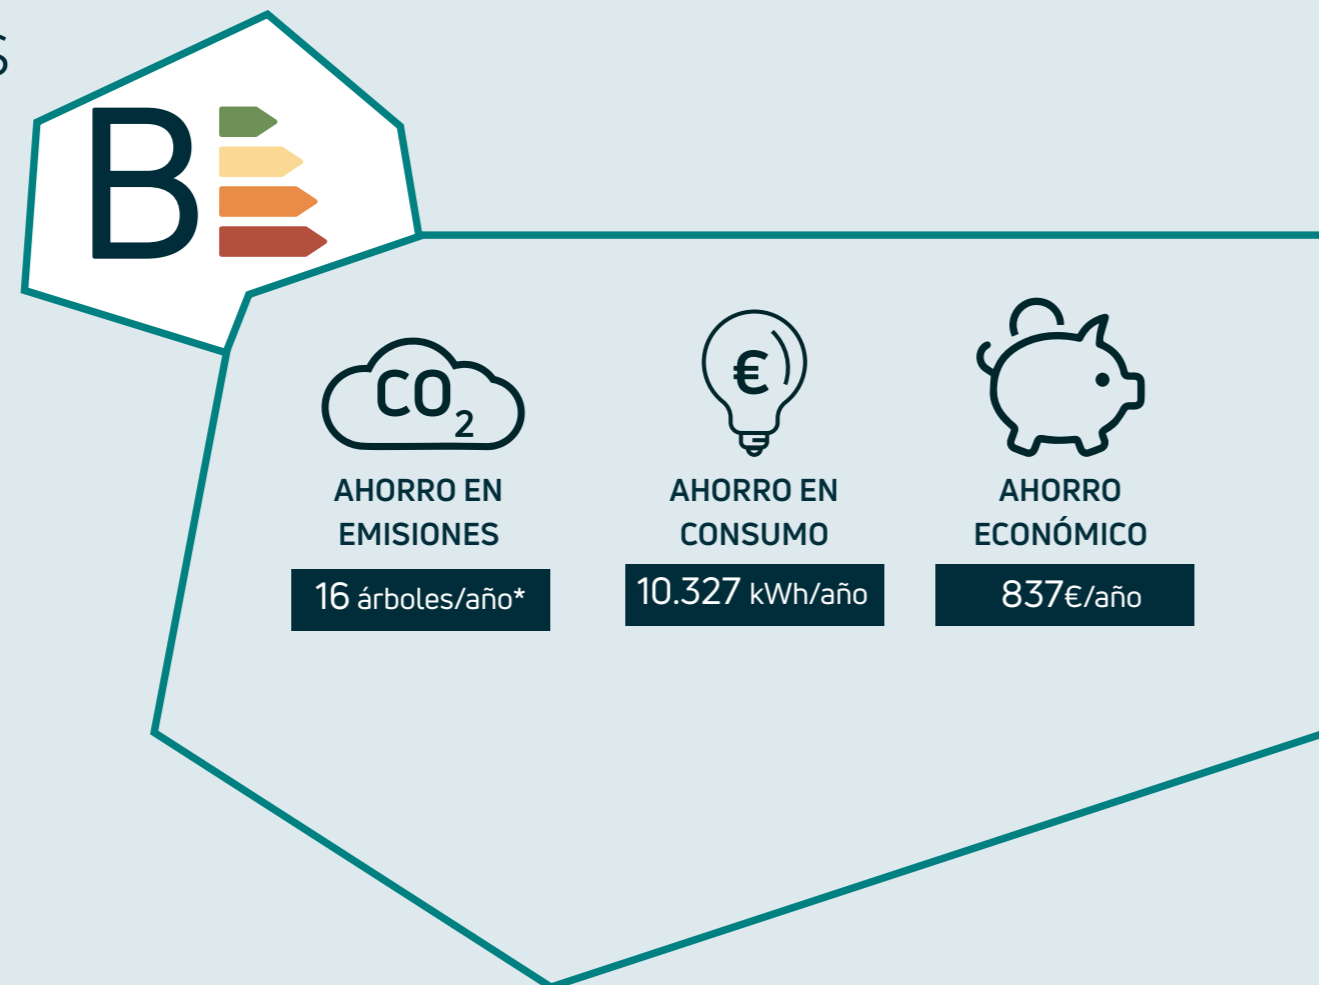 S
B
CO2
€
AHORRO EN
EMISIONES
16 árboles/año*
AHORRO EN
CONSUMO
10.327 kWh/año
AHORRO
ECONÓMICO
837€/año